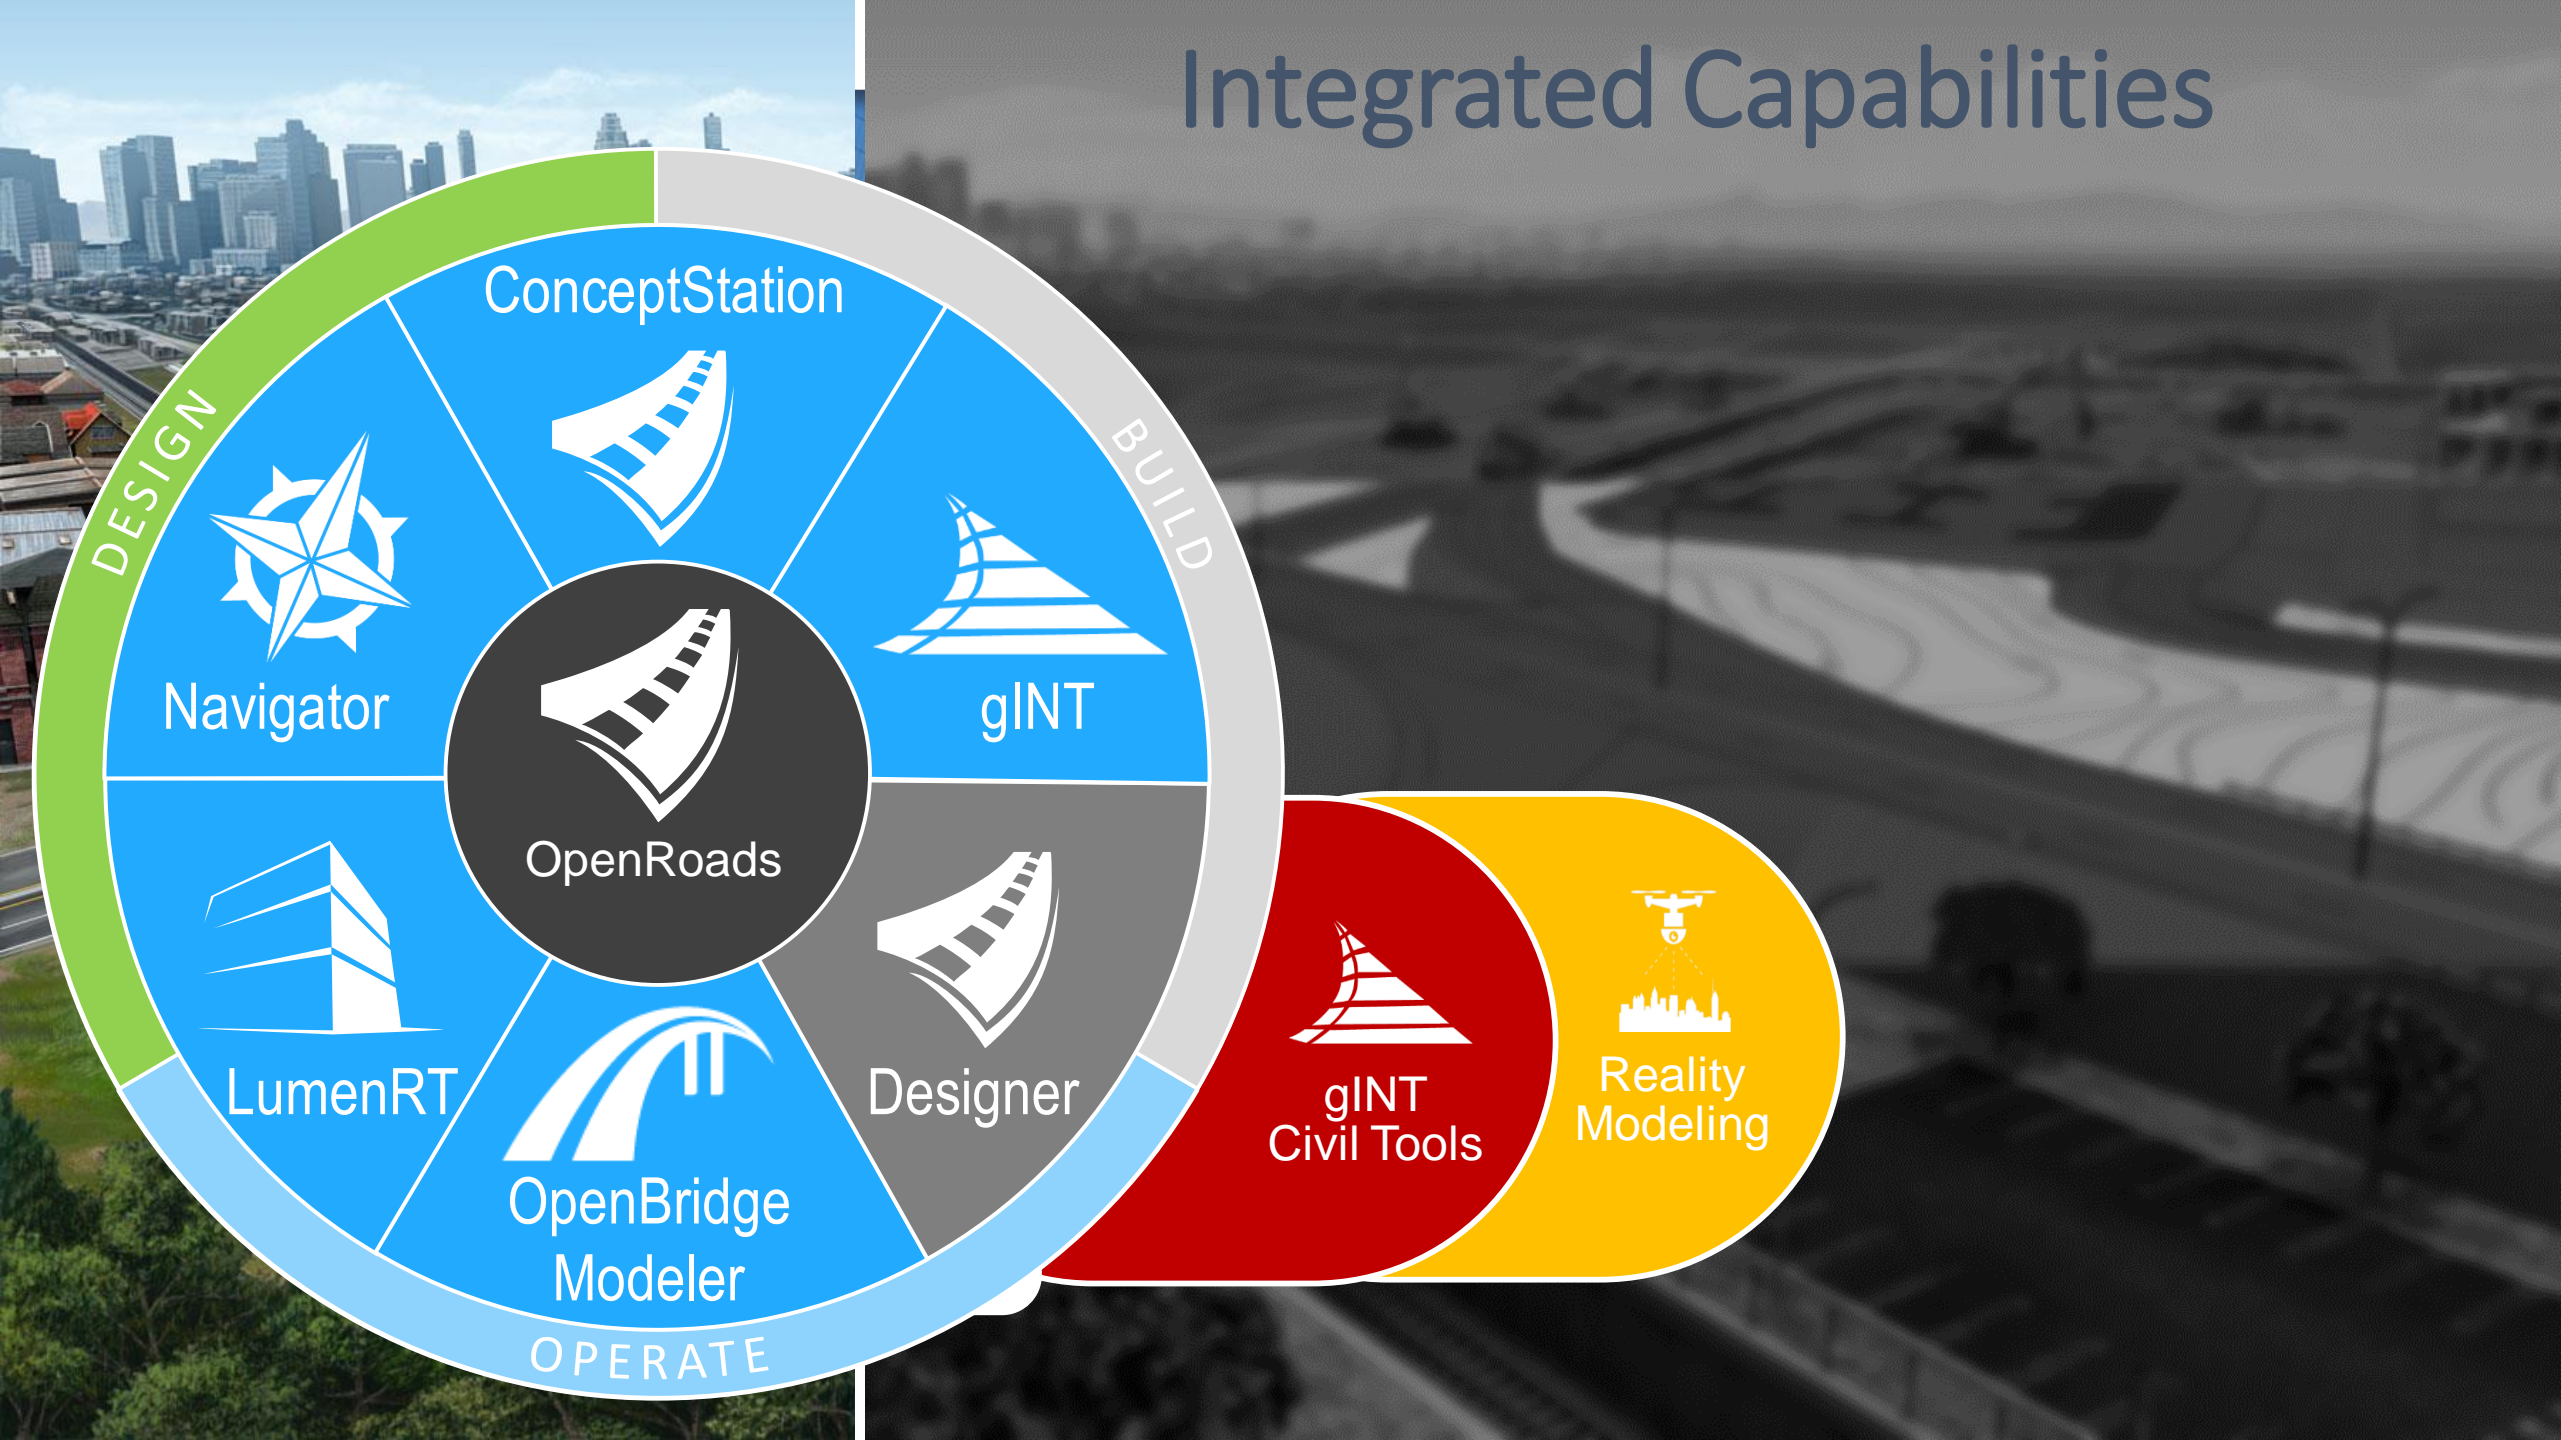 Integrated Capabilities
DESIGN
BUILD
OPERATE
ConceptStation
Navigator
gINT
OpenRoads
LumenRT
OpenBridge
Modeler
Designer
gINT
Civil Tools
Reality
Modeling